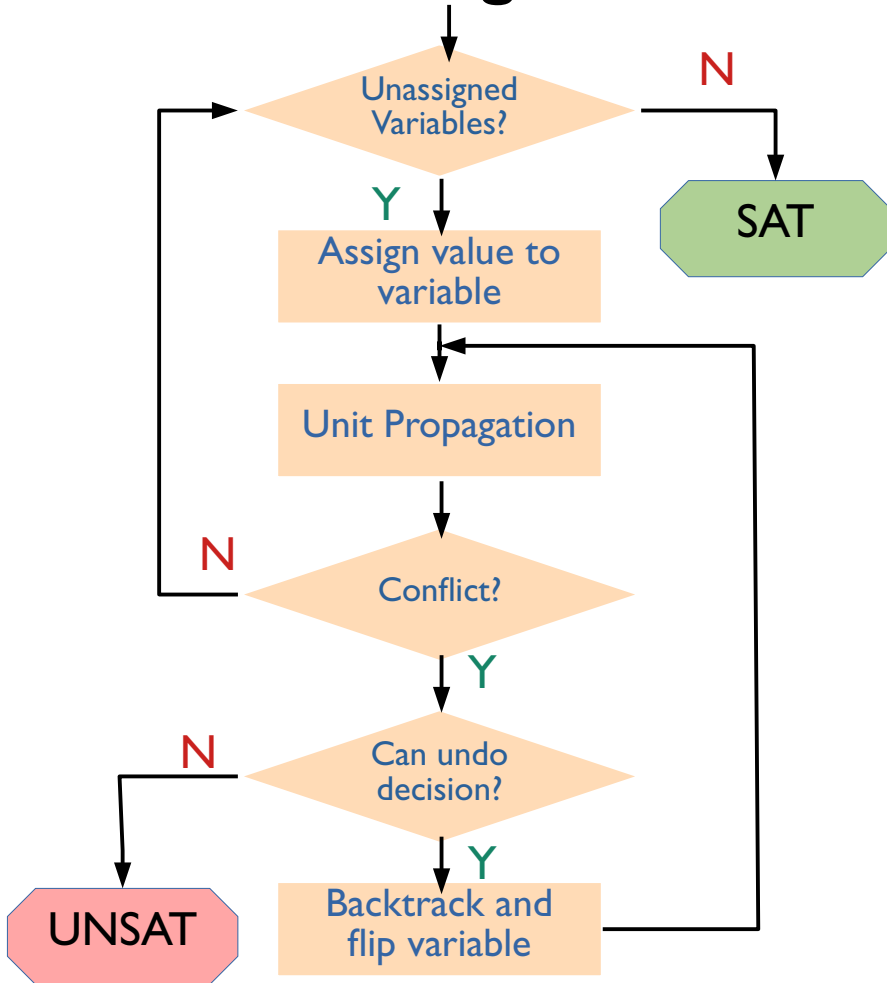 Unassigned
Variables?
N
SAT
Y
Assign value to
variable
Unit Propagation
N
Conflict?
Y
N
Can undo
decision?
Y
UNSAT
Backtrack and
flip variable